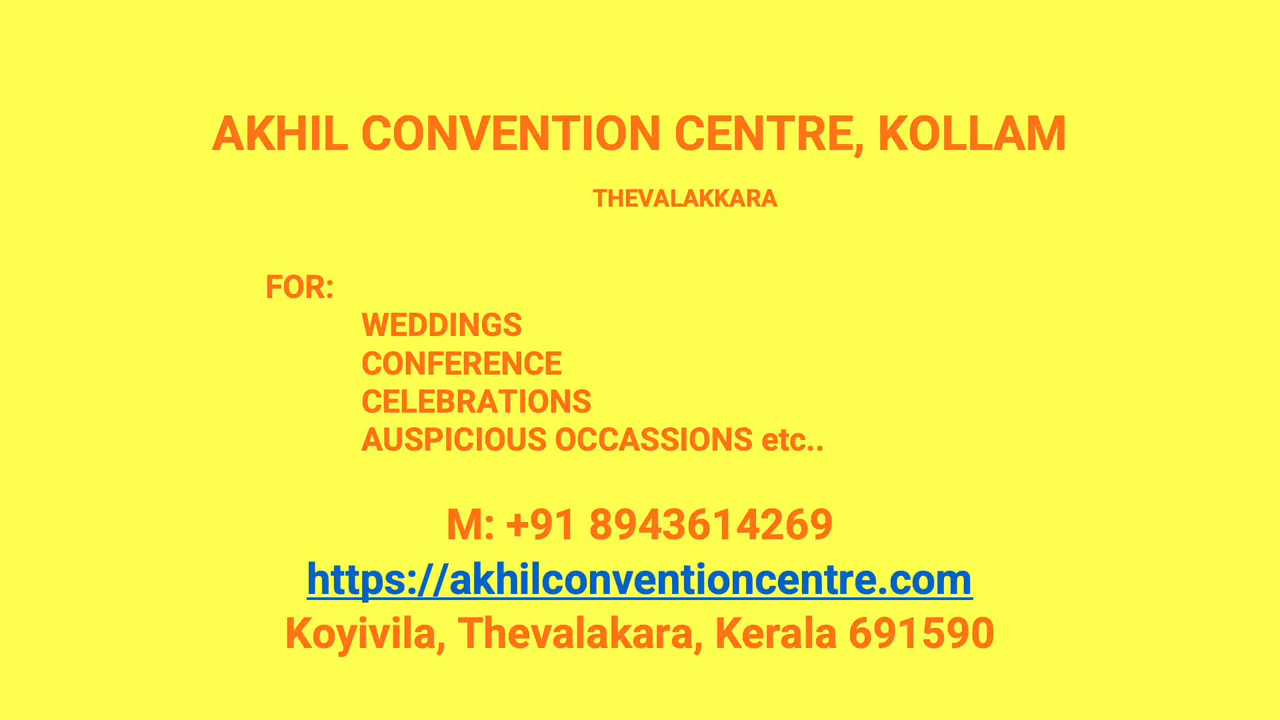 AKHIL CONVENTION CENTRE, KOLLAM
THEVALAKKARA
FOR:
WEDDINGS
CONFERENCE
CELEBRATIONS
AUSPICIOUS OCCASSIONS etc..
M: +91 8943614269
https://akhilconventioncentre.com
Koyivila, Thevalakara, Kerala 691590